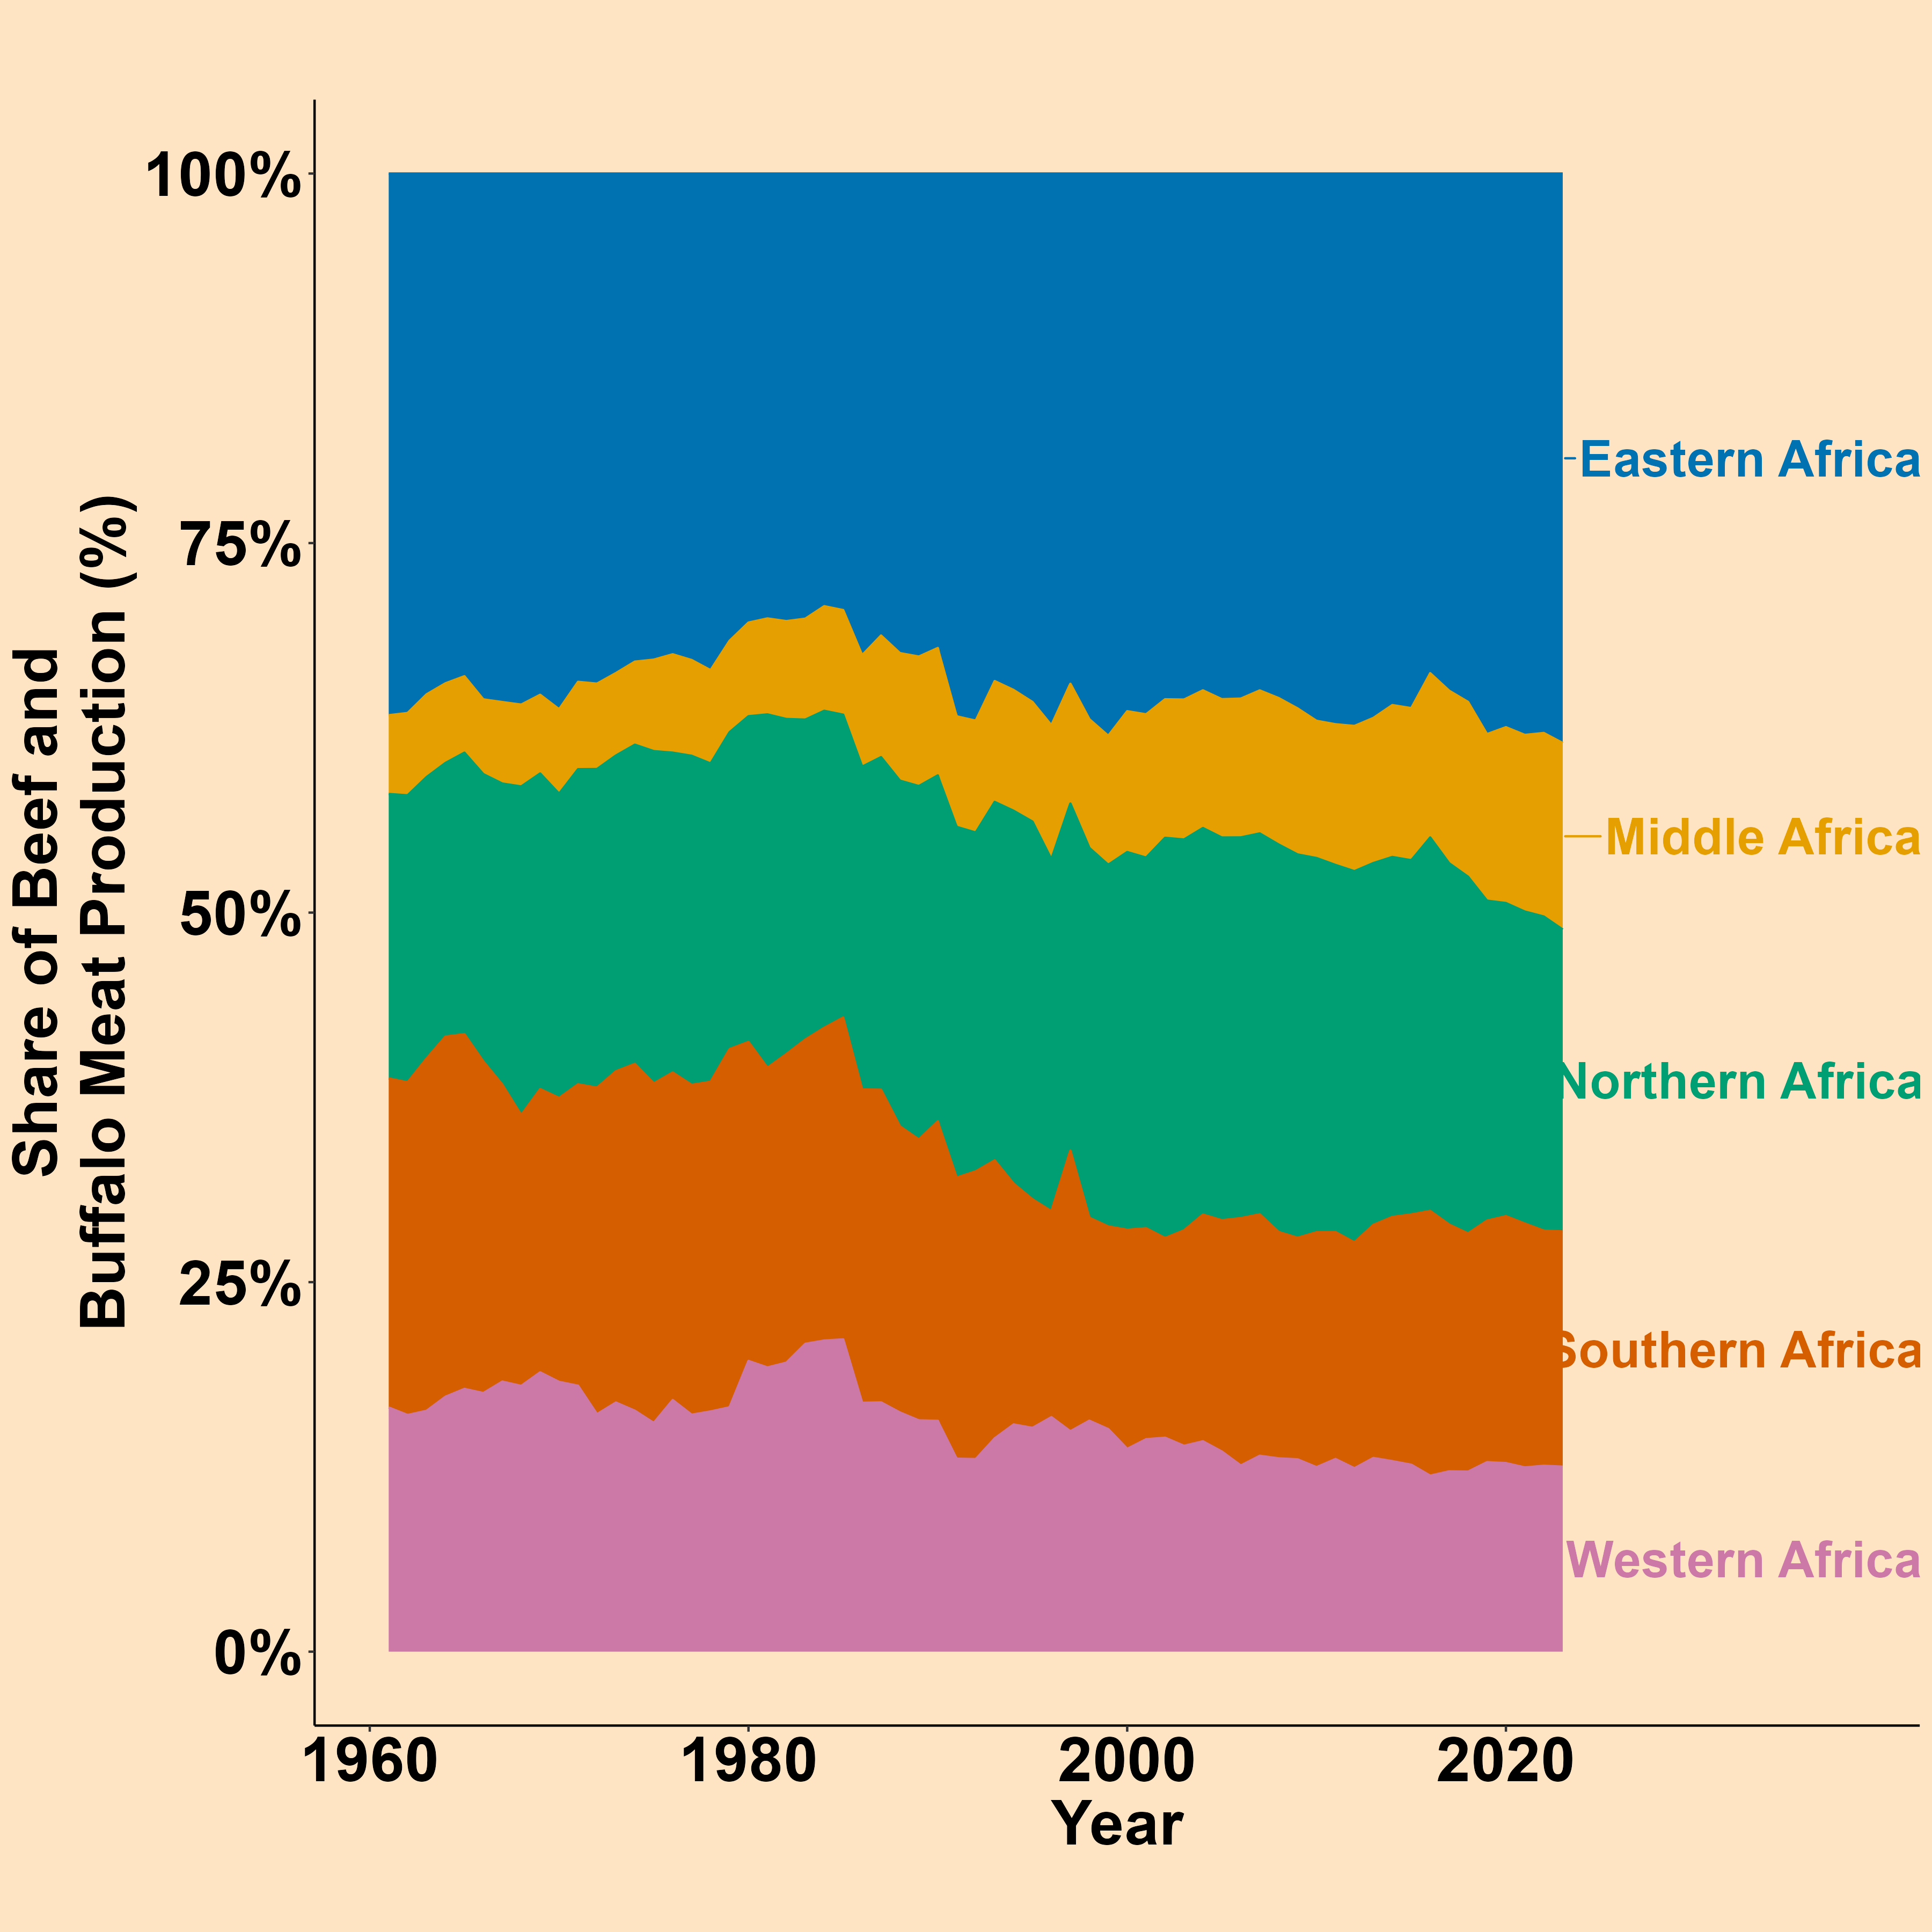 Share of Beef and
Buffalo Meat Production (%)
100%
75%
50%
25%
0%
Eastern Africa
Middle Africa
Northern Africa
Southern Africa
Western Africa
1960
1980
2000
2020
Year